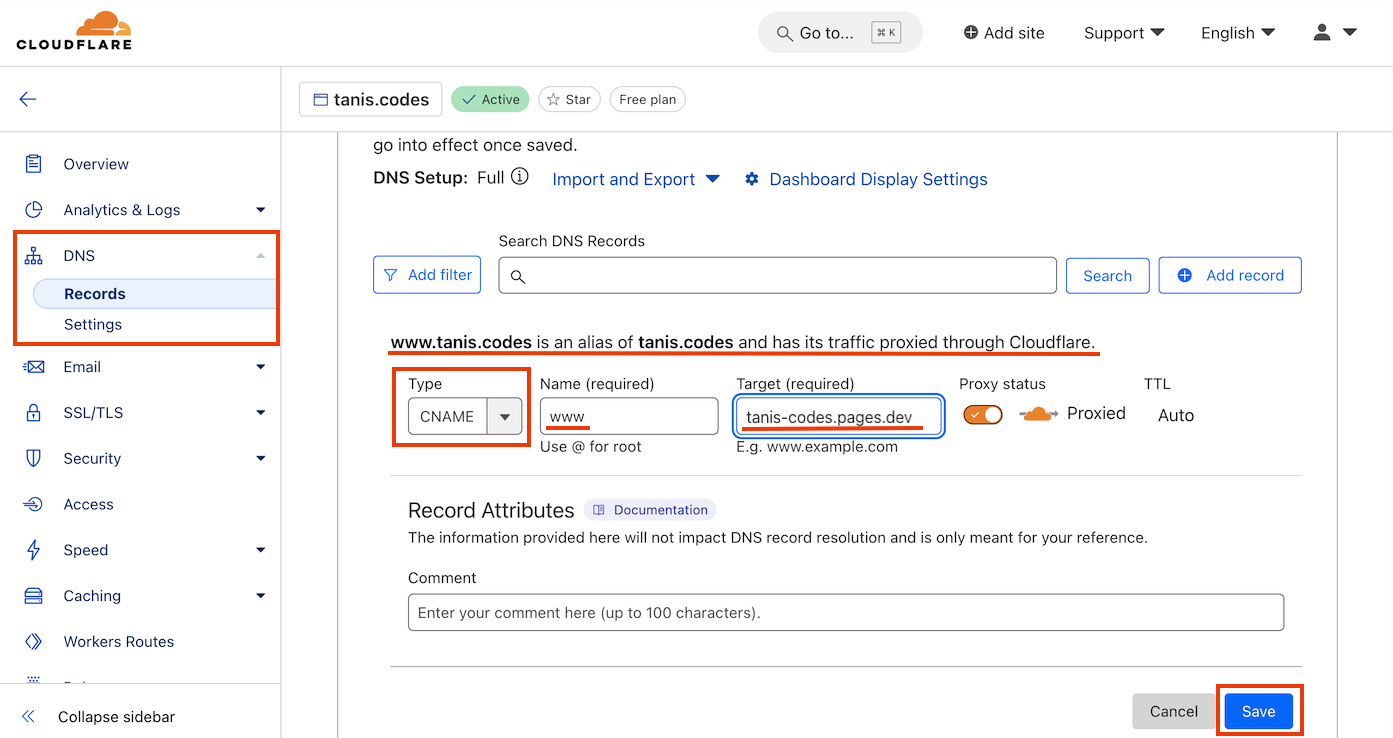 CLOUDFLARE
Go to... ⌘ K
Add site
Support
English
tanis.codes
Active
Star
Free plan
Overview
Analytics & Logs
DNS
Records
Settings
Email
SSL/TLS
Security
Access
Speed
Caching
Workers Routes
Collapse sidebar
go into effect once saved.
DNS Setup: Full
Import and Export
Dashboard Display Settings
Search DNS Records
Add filter
Search
Add record
www.tanis.codes is an alias of tanis.codes and has its traffic proxied through Cloudflare.
Type
CNAME
Name (required)
www
Use @ for root
Target (required)
tanis-codes.pages.dev
E.g. www.example.com
Proxy status
Proxied
TTL
Auto
Record Attributes
Documentation
The information provided here will not impact DNS record resolution and is only meant for your reference.
Comment
Enter your comment here (up to 100 characters).
Cancel
Save